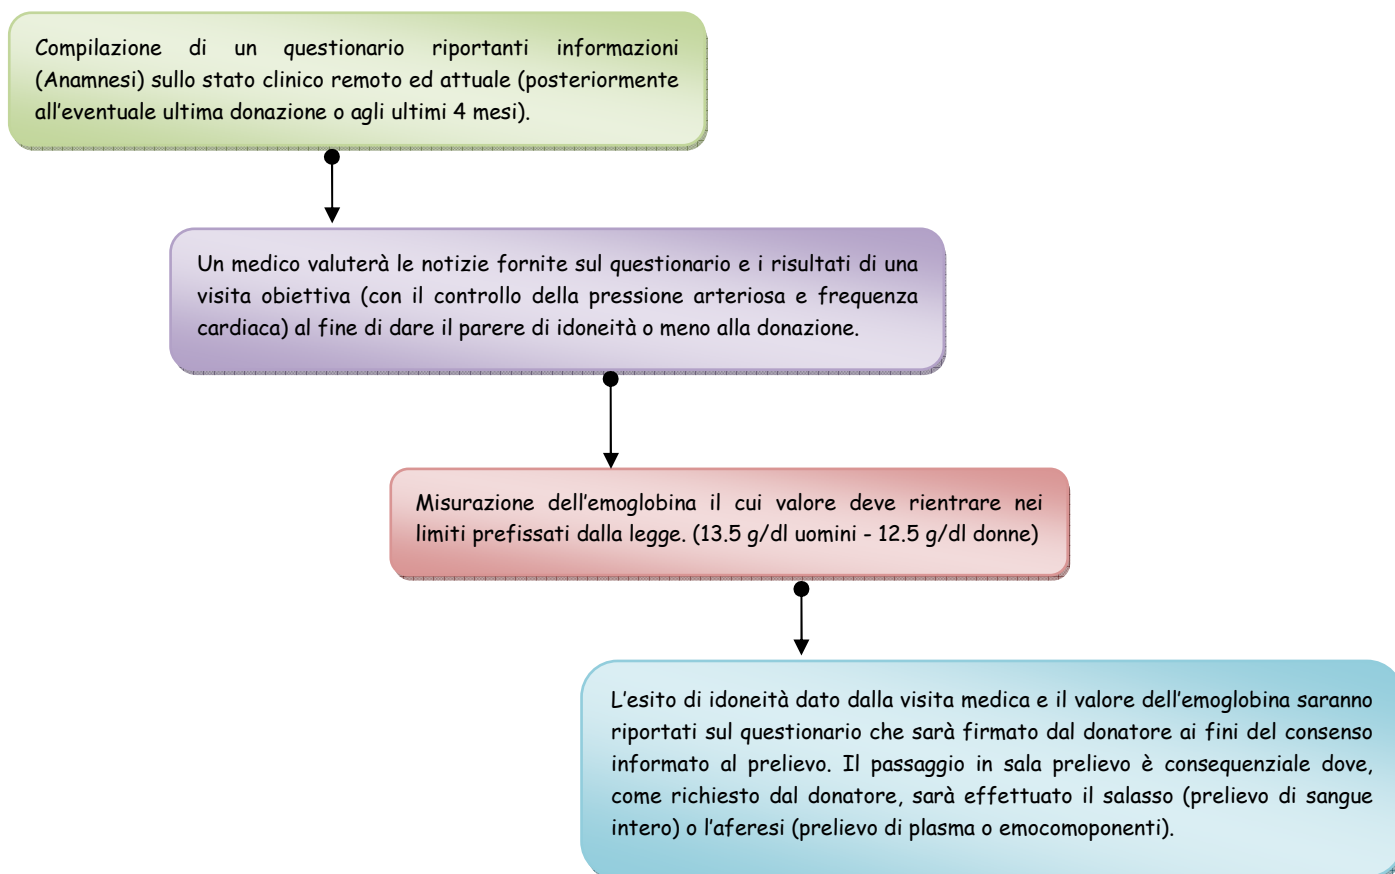 Compilazione di un questionario riportanti informazioni
(Anamnesi) sullo stato clinico remoto ed attuale (posteriormente
all'eventuale ultima donazione o agli ultimi 4 mesi).
Un medico valuterà le notizie fornite sul questionario e i risultati di una
visita obiettiva (con il controllo della pressione arteriosa e frequenza
cardiaca) al fine di dare il parere di idoneità o meno alla donazione.
Misurazione dell'emoglobina il cui valore deve rientrare nei
limiti prefissati dalla legge. (13.5 g/dl uomini - 12.5 g/dl donne)
L'esito di idoneità dato dalla visita medica e il valore dell'emoglobina saranno
riportati sul questionario che sarà firmato dal donatore ai fini del consenso
informato al prelievo. Il passaggio in sala prelievo è consequenziale dove,
come richiesto dal donatore, sarà effettuato il salasso (prelievo di sangue
intero) o l'aferesi (prelievo di plasma o emocomoponenti).